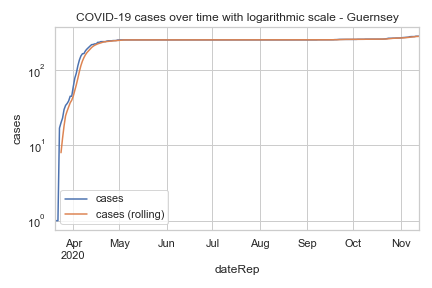 COVID-19 cases over time with logarithmic scale - Guernsey
cases
10²
10¹
10⁰
cases
cases (rolling)
Apr
2020
May
Jun
Jul
Aug
Sep
Oct
Nov
dateRep